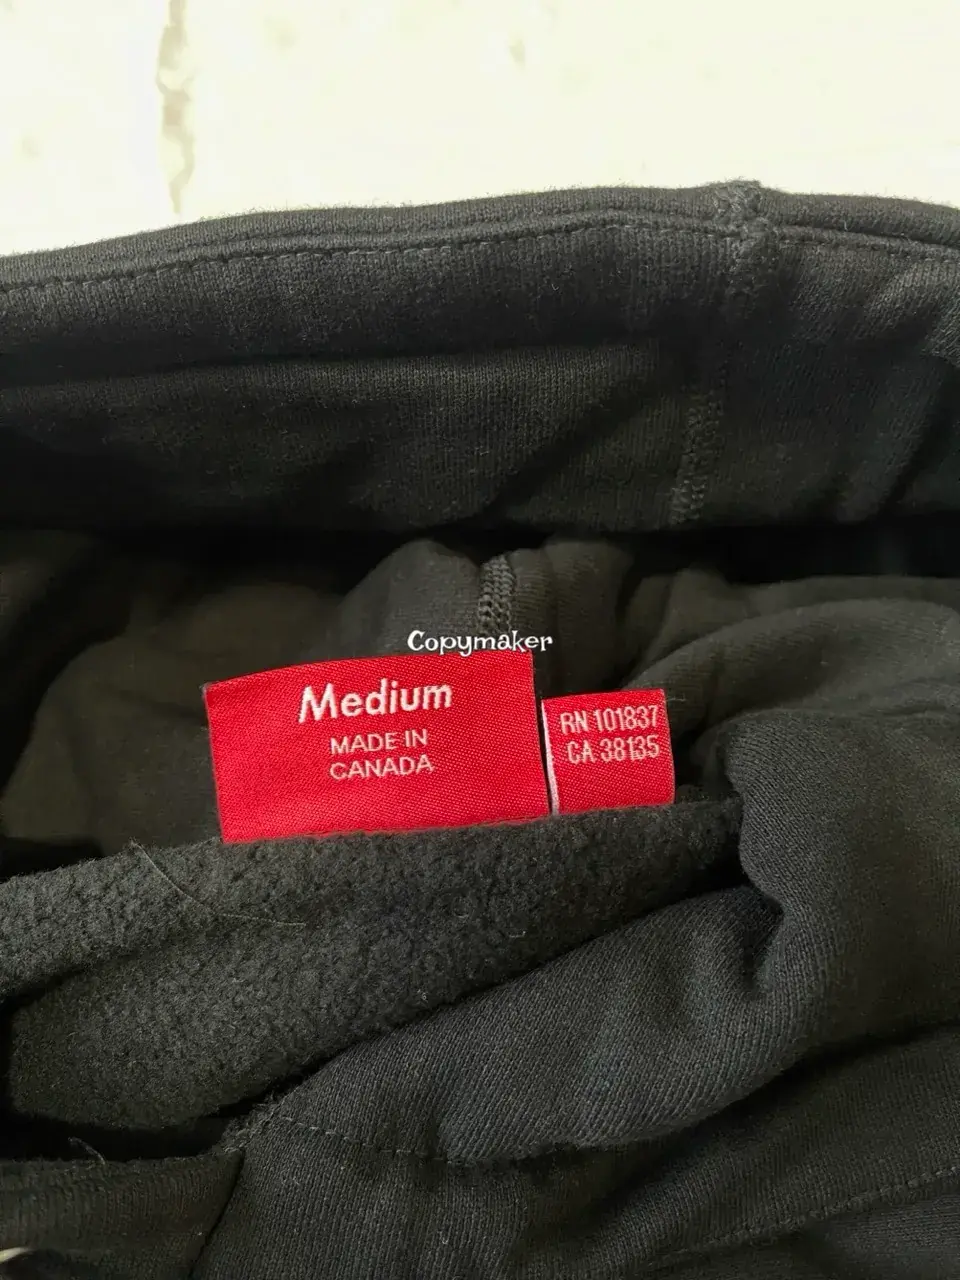 Copymaker
Medium
MADE IN
CANADA
RN 101837
CA 38135